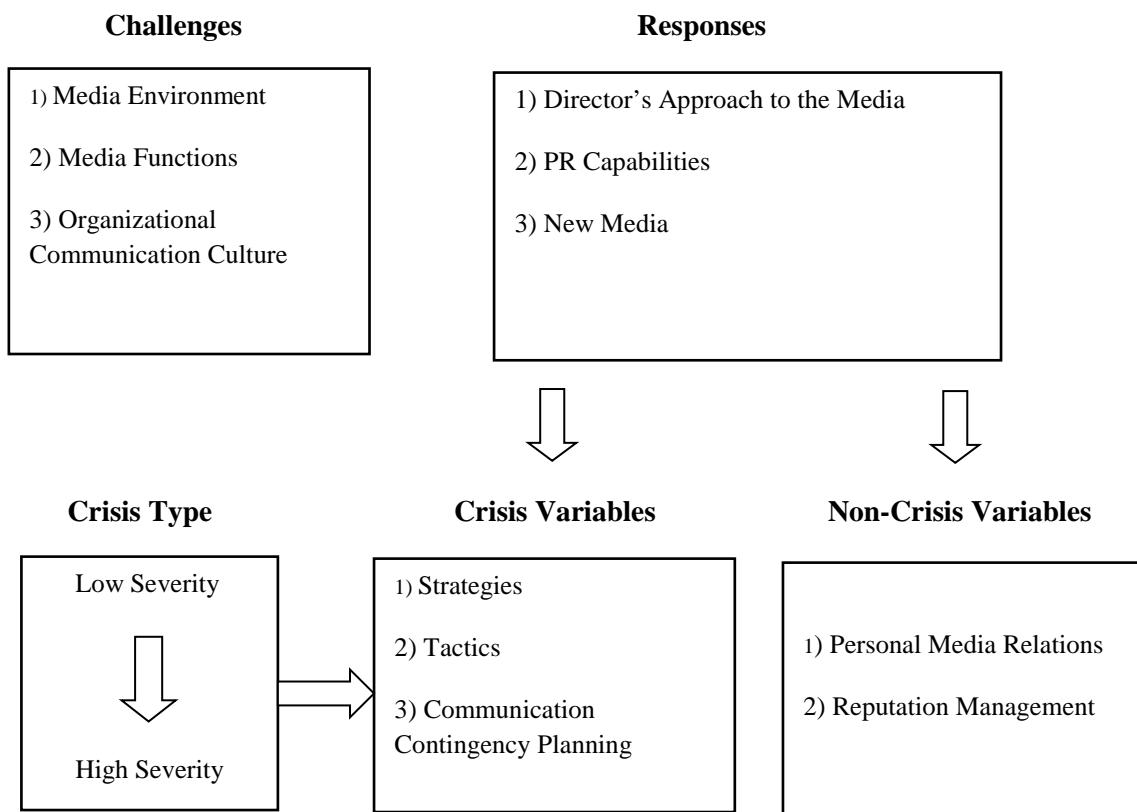 Challenges
1) Media Environment
2) Media Functions
3) Organizational
Communication Culture
Responses
1) Director’s Approach to the Media
2) PR Capabilities
3) New Media
Crisis Type
Low Severity
High Severity
Crisis Variables
1) Strategies
2) Tactics
3) Communication
Contingency Planning
Non-Crisis Variables
1) Personal Media Relations
2) Reputation Management